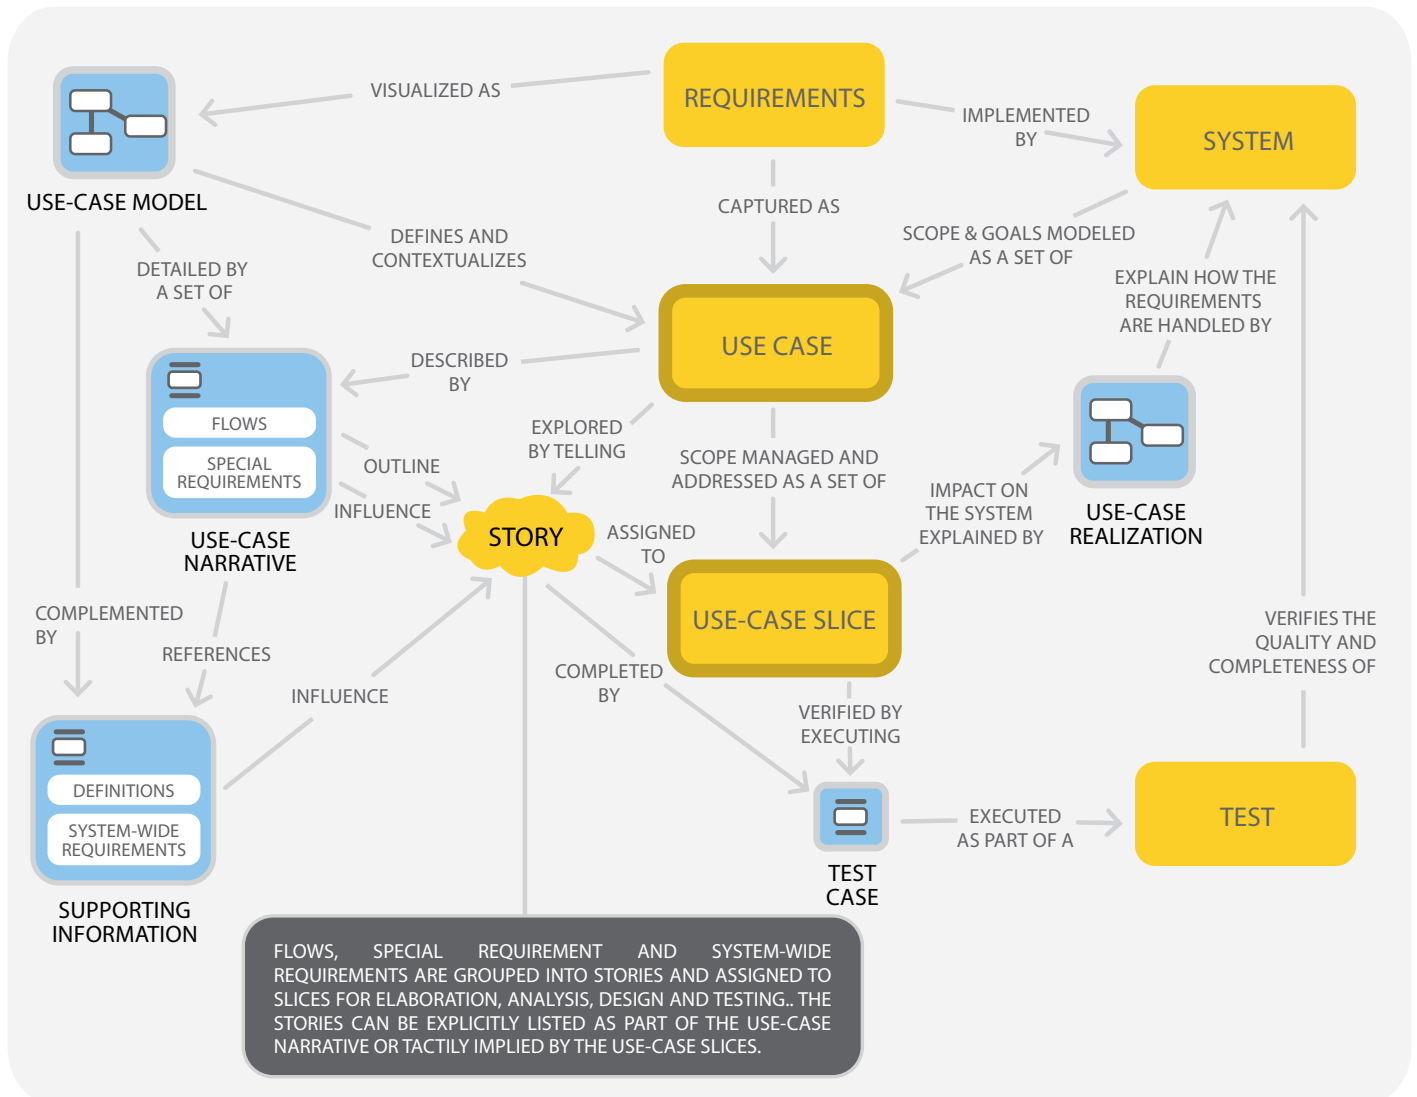 REQUIREMENTS
VISUALIZED AS
IMPLEMENTED
BY
SYSTEM
USE-CASE MODEL
CAPTURED AS
DEFINES AND
CONTEXTUALIZES
SCOPE & GOALS MODELED
AS A SET OF
DETAILED BY
A SET OF
EXPLAIN HOW THE
REQUIREMENTS
ARE HANDLED BY
USE CASE
DESCRIBED
BY
FLOWS
SPECIAL
REQUIREMENTS
USE-CASE
NARRATIVE
OUTLINE
INFLUENCE
EXPLORED
BY TELLING
SCOPE MANAGED AND
ADDRESSED AS A SET OF
IMPACT ON
THE SYSTEM
EXPLAINED BY
USE-CASE
REALIZATION
STORY
ASSIGNED
TO
USE-CASE SLICE
COMPLEMENTED
BY
REFERENCES
INFLUENCE
COMPLETED
BY
VERIFIED BY
EXECUTING
VERIFIES THE
QUALITY AND
COMPLETENESS OF
DEFINITIONS
SYSTEM-WIDE
REQUIREMENTS
SUPPORTING
INFORMATION
TEST
CASE
EXECUTED
AS PART OF A
TEST
FLOWS, SPECIAL REQUIREMENT AND SYSTEM-WIDE
REQUIREMENTS ARE GROUPED INTO STORIES AND ASSIGNED TO
SLICES FOR ELABORATION, ANALYSIS, DESIGN AND TESTING.. THE
STORIES CAN BE EXPLICITLY LISTED AS PART OF THE USE-CASE
NARRATIVE OR TACTILY IMPLIED BY THE USE-CASE SLICES.